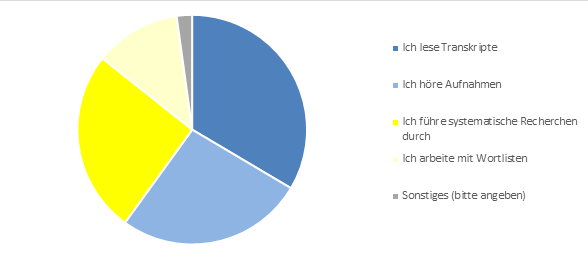 Ich lese Transkripte
Ich höre Aufnahmen
Ich führe systematische Recherchen
durch
Ich arbeite mit Wortlisten
Sonstiges (bitte angeben)